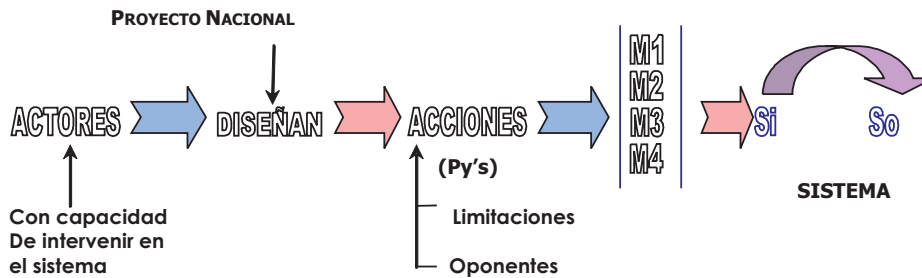 PROYECTO NACIONAL
ACTORES
DISEÑAN
ACCIONES
(Py's)
M1
M2
M3
M4
Si
So
SISTEMA
Con capacidad
De intervenir en
el sistema
Limitaciones
Oponentes